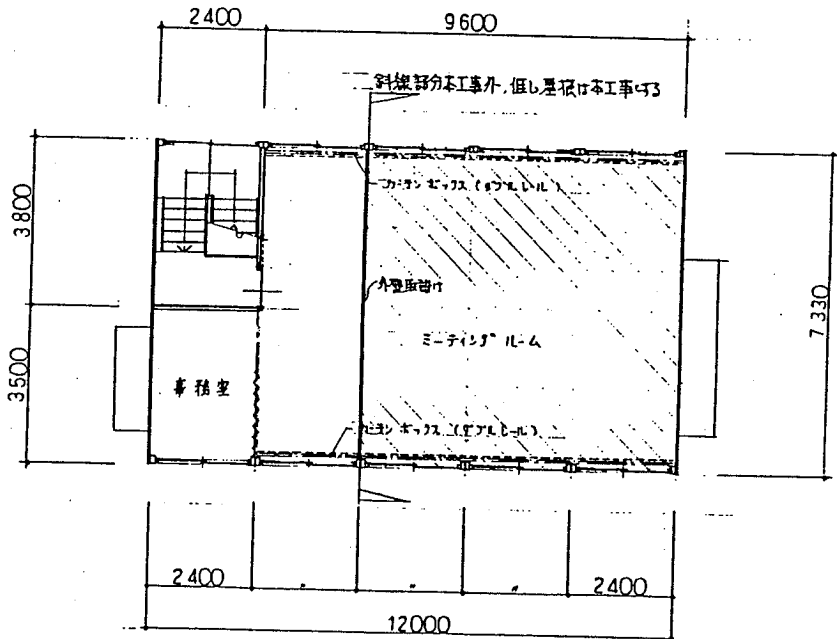 2400
9600
斜線部分本工事外,但し屋根は本工事とする
カーテンボックス (ダブルレール)
3800
外壁取合け
ミーティングルーム
7330
3500
事務室
カーテンボックス (ダブルレール)
2400
〃
〃
〃
2400
12000